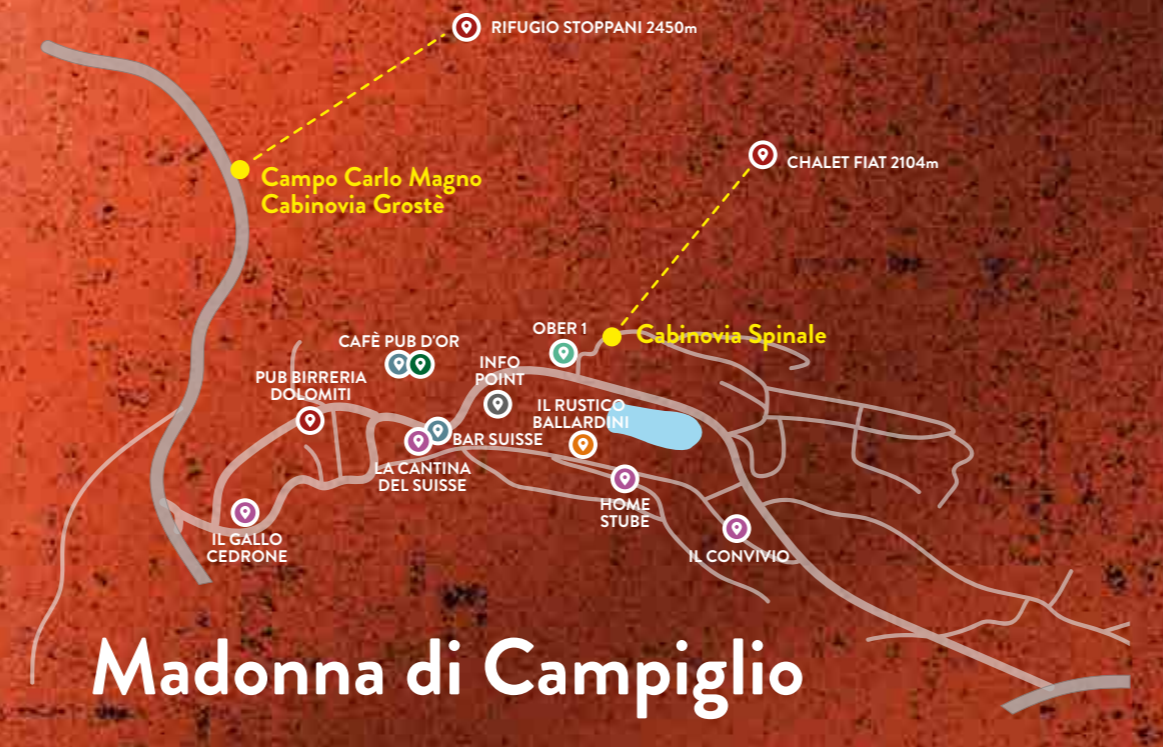 RIFUGIO STOPPANI 2450m
CHALET FIAT 2104m
Campo Carlo Magno
Cabinovia Grostè
OBER 1
Cabinovia Spinale
CAFÈ PUB D'OR
INFO
POINT
PUB BIRRERIA
DOLOMITI
IL RUSTICO
BALLARDINI
BAR SUISSE
LA CANTINA
DEL SUISSE
HOME
STUBE
IL GALLO
CEDRONE
IL CONVIVIO
Madonna di Campiglio